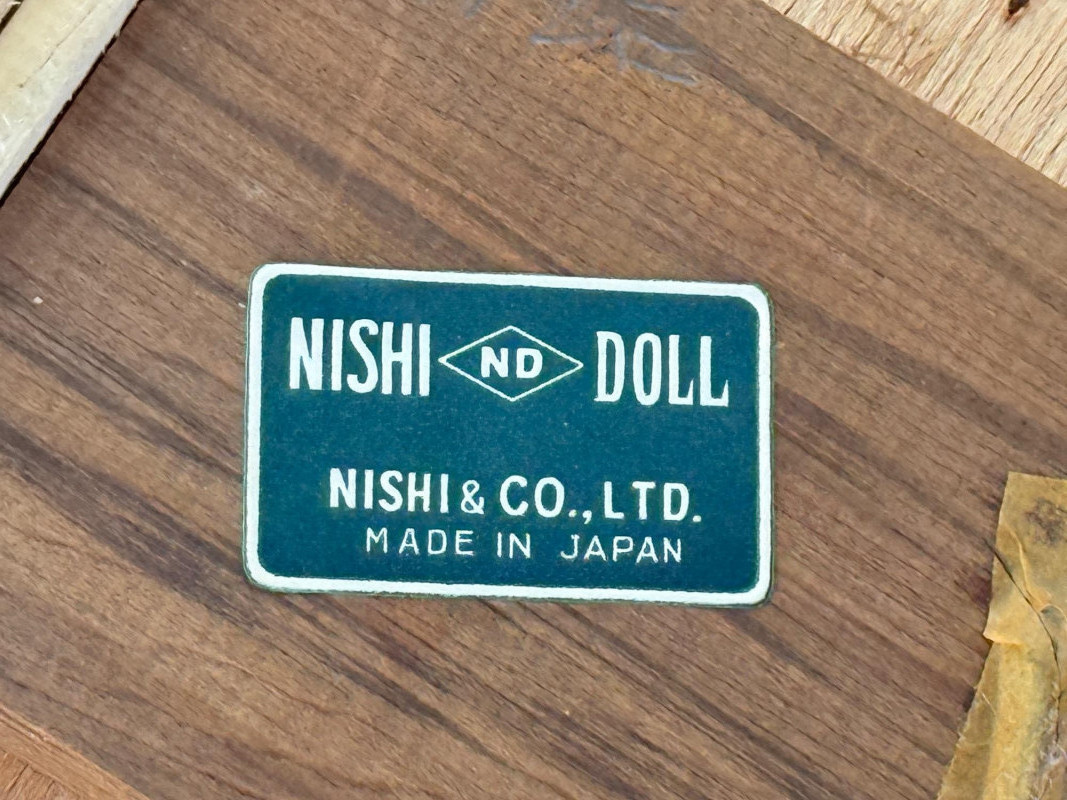 NISHI ND DOLL
NISHI & CO., LTD.
MADE IN JAPAN